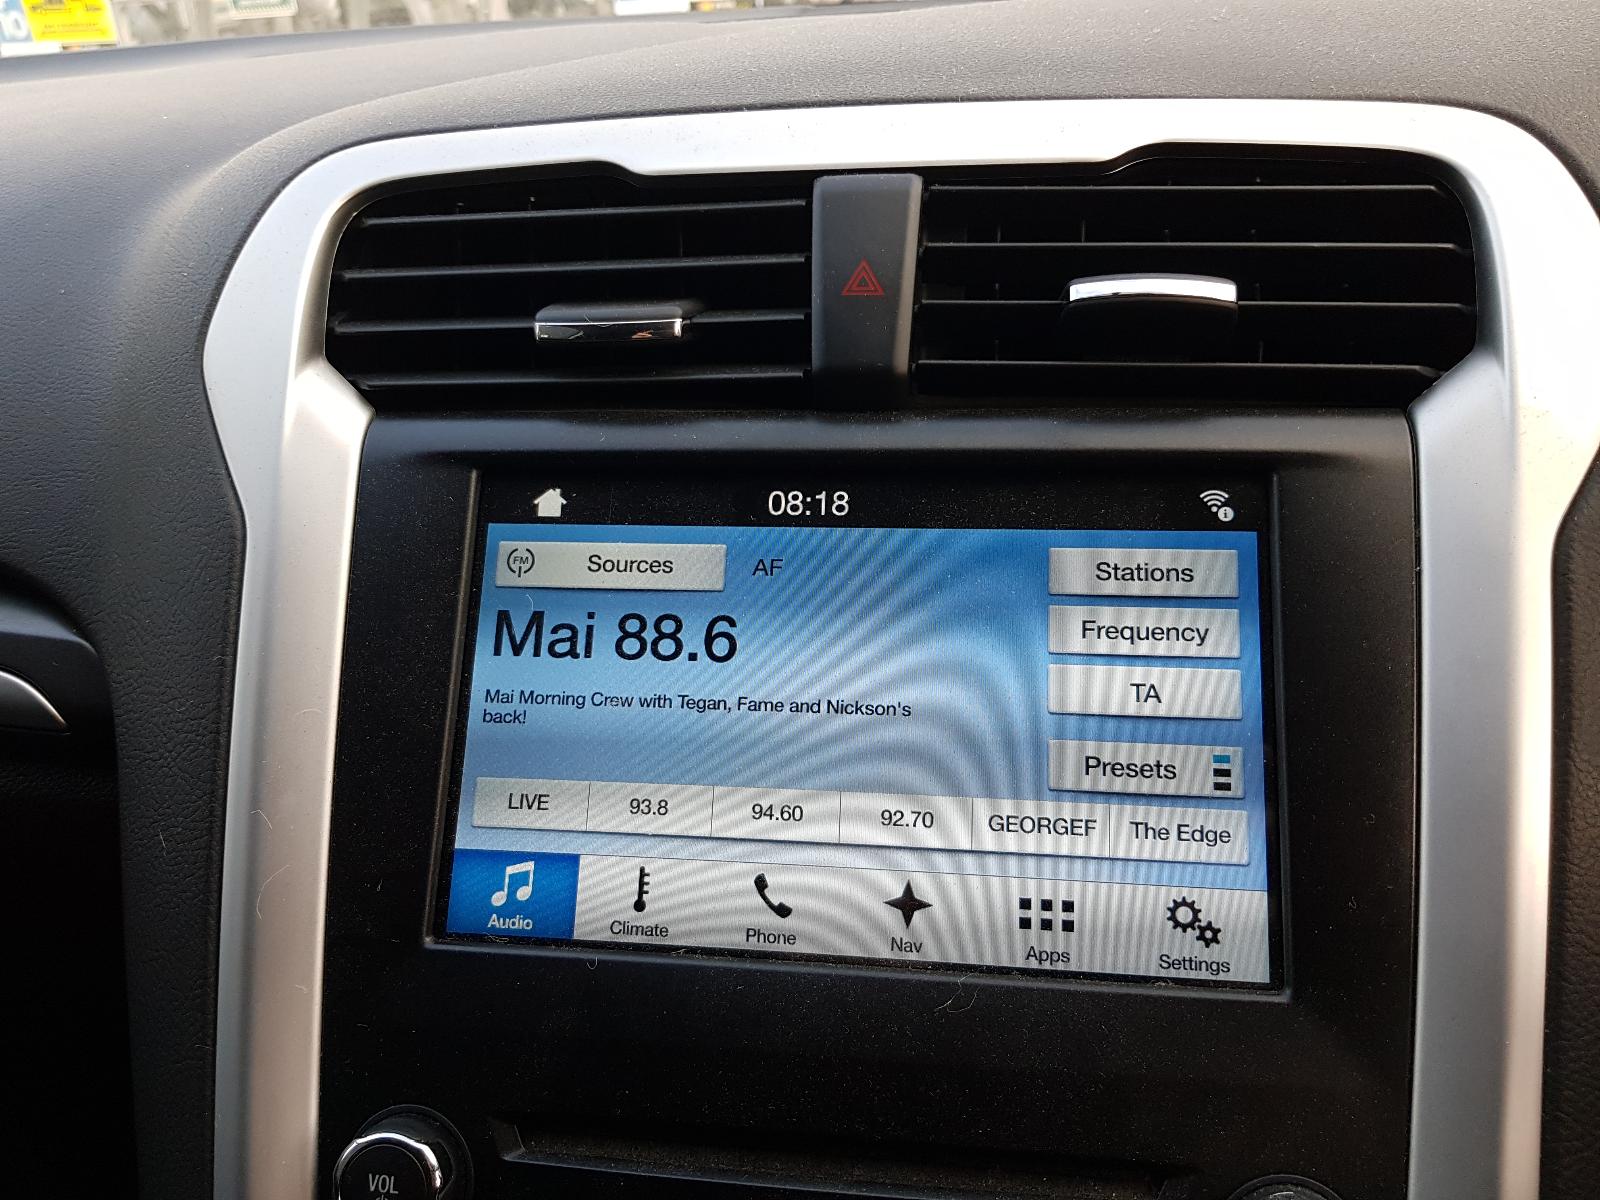 08:18
FM Sources AF Stations
Mai 88.6
Frequency
Mai Morning Crew with Tegan, Fame and Nickson's
back!
TA
Presets
LIVE 93.8 94.60 92.70 GEORGEF The Edge
Audio Climate Phone Nav Apps Settings
VOL